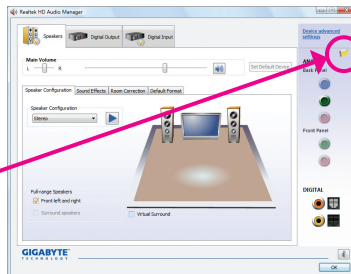 Realtek HD Audio Manager
Speakers
Digital Output
Digital Input
Device advanced settings
Main Volume
L
R
Set Default Device
ANALOG
Back Panel
Speaker Configuration
Sound Effects
Room Correction
Default Format
Speaker Configuration
Stereo
Front Panel
Full-range Speakers
Front left and right
Surround speakers
Virtual Surround
DIGITAL
GIGABYTE
TECHNOLOGY
OK